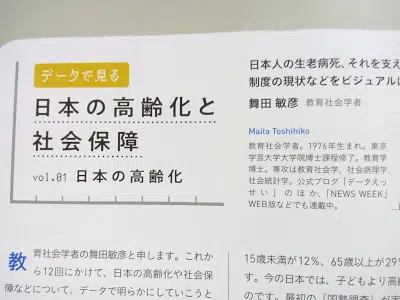 データで見る
日本の高齢化と
社会保障
vol.01 日本の高齢化
日本人の生老病死、それを支え
制度の現状などをビジュアルに
舞田 敏彦 教育社会学者
Maita Toshihiko
教育社会学者。1976年生まれ。東京
学芸大学大学院博士課程修了。教育学
博士。専攻は教育社会学、社会病理学、
社会統計学。公式ブログ「データえっ
せい」のほか、「NEWS WEEK」
WEB版などでも連載中。
教育社会学者の舞田敏彦と申します。これか
ら12回にかけて、日本の高齢化や社会保
障などについて、データで明らかにしていこうと
15歳未満が12%、65歳以上が29
す。今の日本では、子どもより高齢
のです。最初の「国勢調査」が実